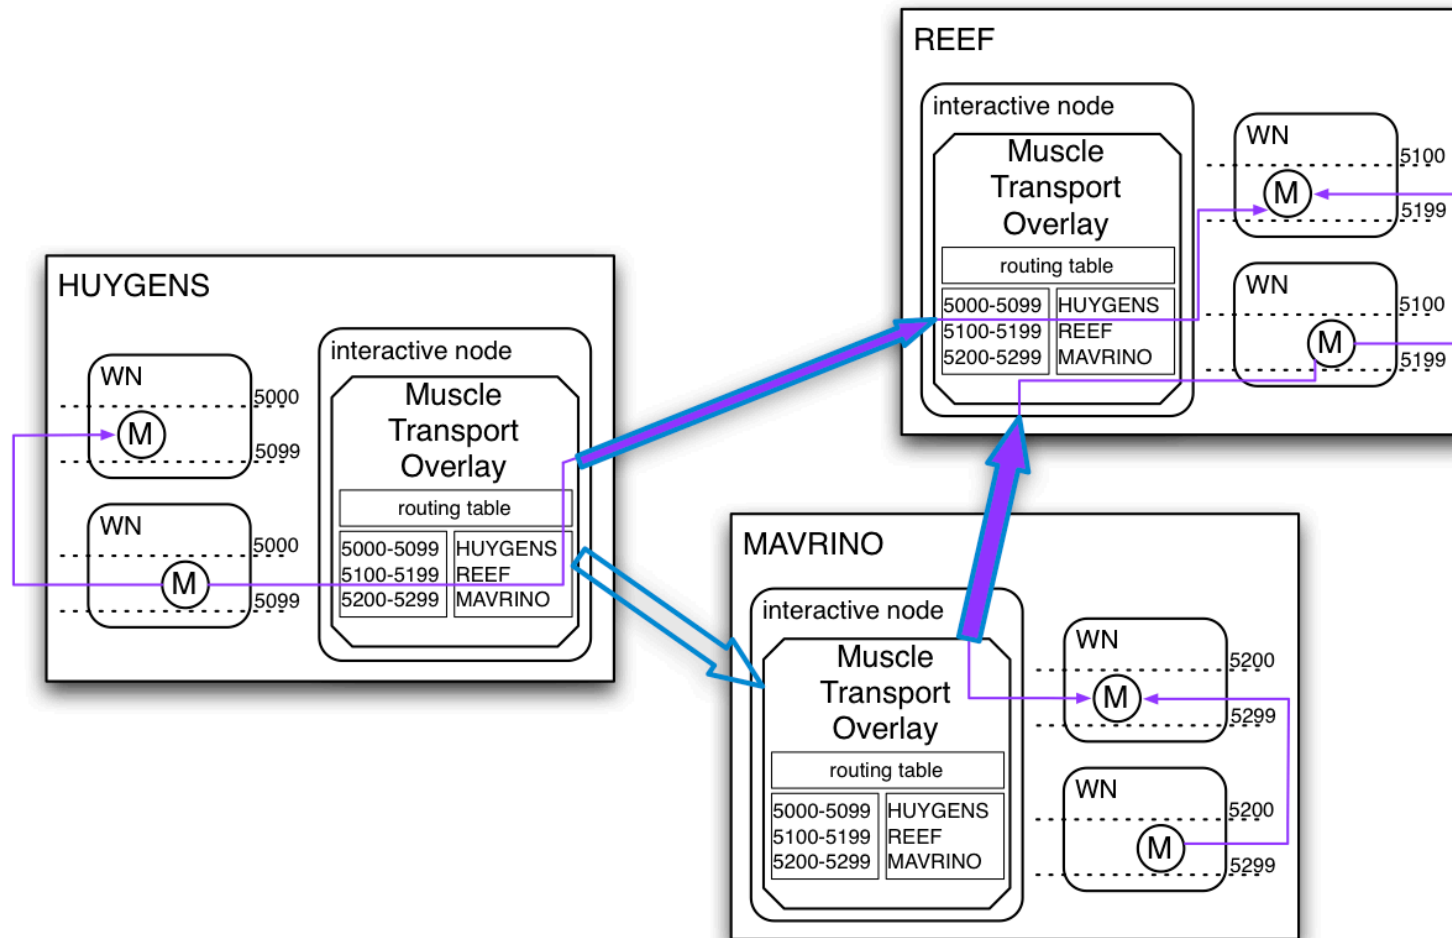 REEF
interactive node
Muscle
Transport
Overlay
routing table
5000-5099 HUYGENS
5100-5199 REEF
5200-5299 MAVRINO
WN
5100
M
5199
WN
5100
M
5199
HUYGENS
WN
5000
M
5099
WN
5000
M
5099
interactive node
Muscle
Transport
Overlay
routing table
5000-5099 HUYGENS
5100-5199 REEF
5200-5299 MAVRINO
MAVRINO
interactive node
Muscle
Transport
Overlay
routing table
5000-5099 HUYGENS
5100-5199 REEF
5200-5299 MAVRINO
WN
5200
M
5299
WN
5200
M
5299